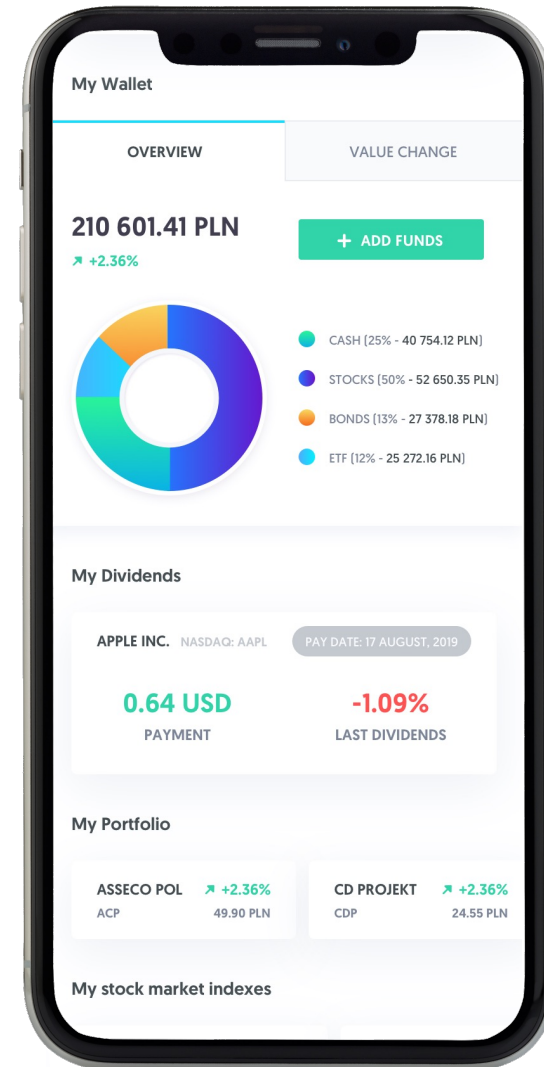 My Wallet
OVERVIEW
VALUE CHANGE
210 601.41 PLN
+2.36%
+ ADD FUNDS
CASH (25% - 40 754.12 PLN)
STOCKS (50% - 52 650.35 PLN)
BONDS (13% - 27 378.18 PLN)
ETF (12% - 25 272.16 PLN)
My Dividends
APPLE INC. NASDAQ: AAPL
PAY DATE: 17 AUGUST, 2019
0.64 USD
PAYMENT
-1.09%
LAST DIVIDENDS
My Portfolio
ASSECO POL +2.36%
ACP 49.90 PLN
CD PROJEKT +2.36%
CDP 24.55 PLN
My stock market indexes